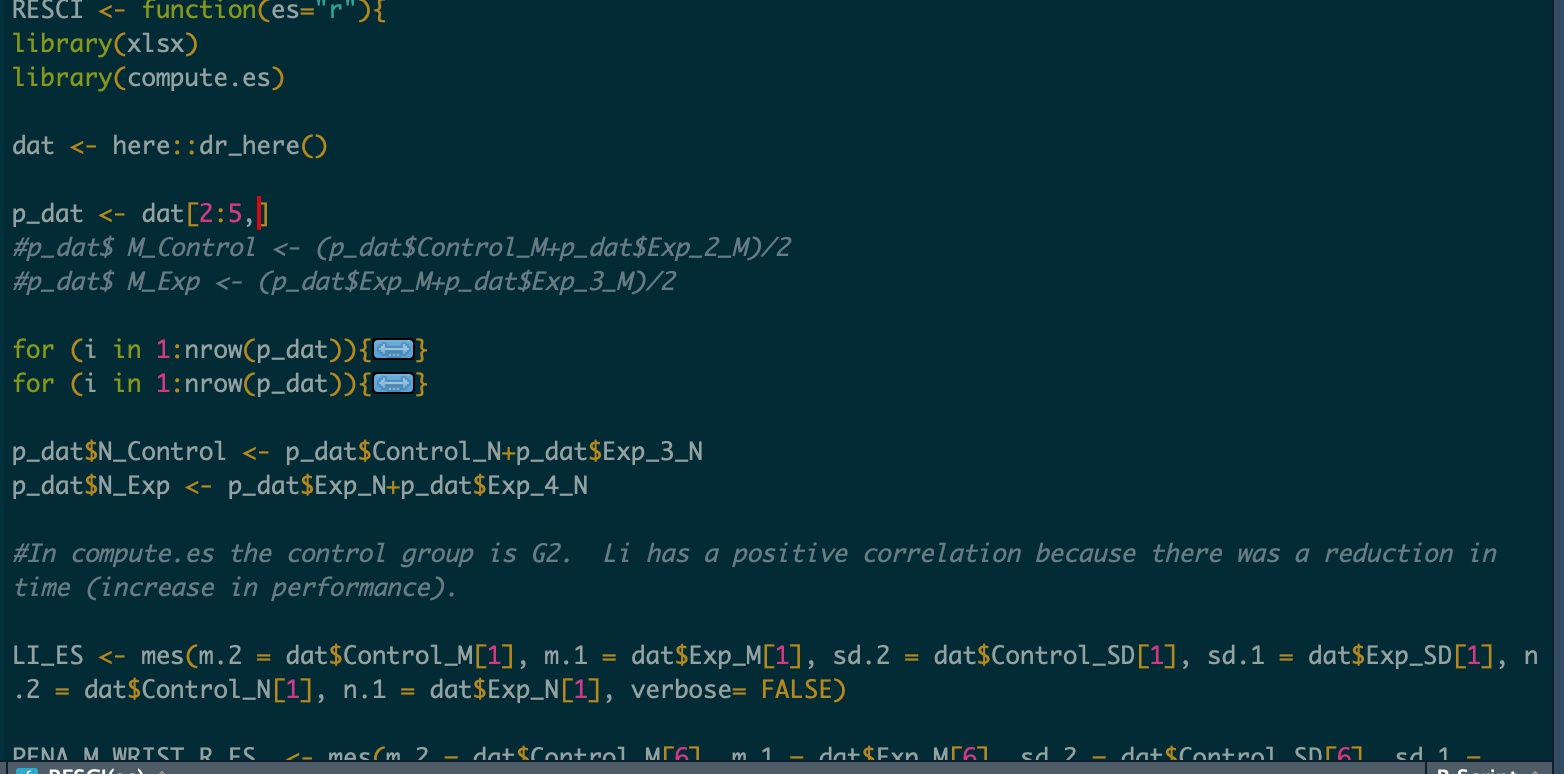 RESCI <- function(es="r"){
library(xlsx)
library(compute.es)
dat <- here::dr_here()
p_dat <- dat[2:5,]
#p_dat$ M_Control <- (p_dat$Control_M+p_dat$Exp_2_M)/2
#p_dat$ M_Exp <- (p_dat$Exp_M+p_dat$Exp_3_M)/2
for (i in 1:nrow(p_dat)){}
for (i in 1:nrow(p_dat)){}
p_dat$N_Control <- p_dat$Control_N+p_dat$Exp_3_N
p_dat$N_Exp <- p_dat$Exp_N+p_dat$Exp_4_N
#In compute.es the control group is G2.  Li has a positive correlation because there was a reduction in
time (increase in performance).
LI_ES <- mes(m.2 = dat$Control_M[1], m.1 = dat$Exp_M[1], sd.2 = dat$Control_SD[1], sd.1 = dat$Exp_SD[1], n
.2 = dat$Control_N[1], n.1 = dat$Exp_N[1], verbose= FALSE)
PENA_M_WRIST_R_ES  <- mes(m.2 = dat$Control_M[6], m.1 = dat$Exp_M[6], sd.2 = dat$Control_SD[6], sd.1 =
RESCI(es)
R Script